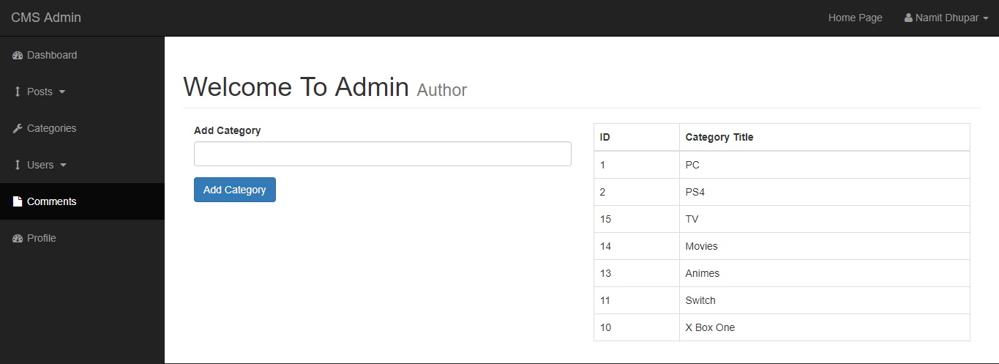 CMS Admin
Home Page Namit Dhupar
Dashboard
Posts
Categories
Users
Comments
Profile
Welcome To Admin Author
Add Category
Add Category
ID Category Title
1 PC
2 PS4
15 TV
14 Movies
13 Animes
11 Switch
10 X Box One